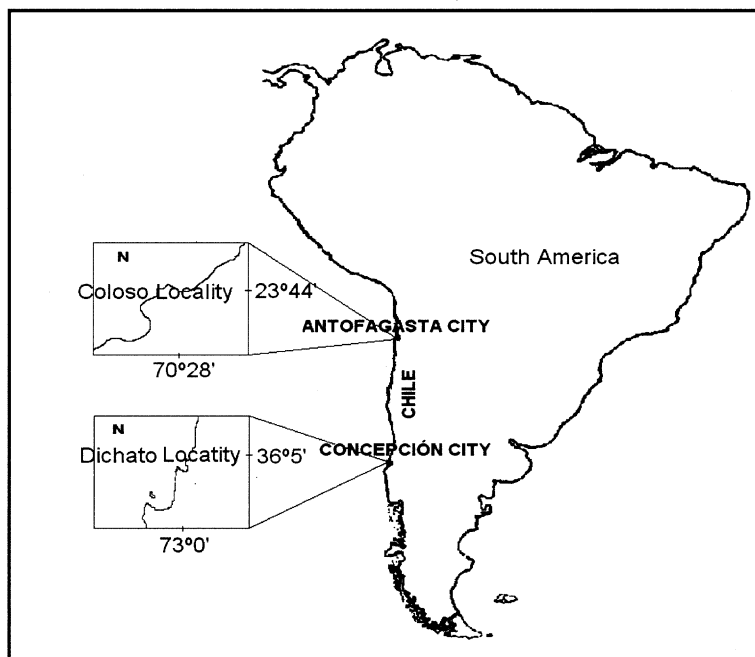 South America
N
Coloso Locality
23º44'
70º28'
ANTOFAGASTA CITY
CHILE
N
Dichato Locatity
36º5'
73º0'
CONCEPCIÓN CITY